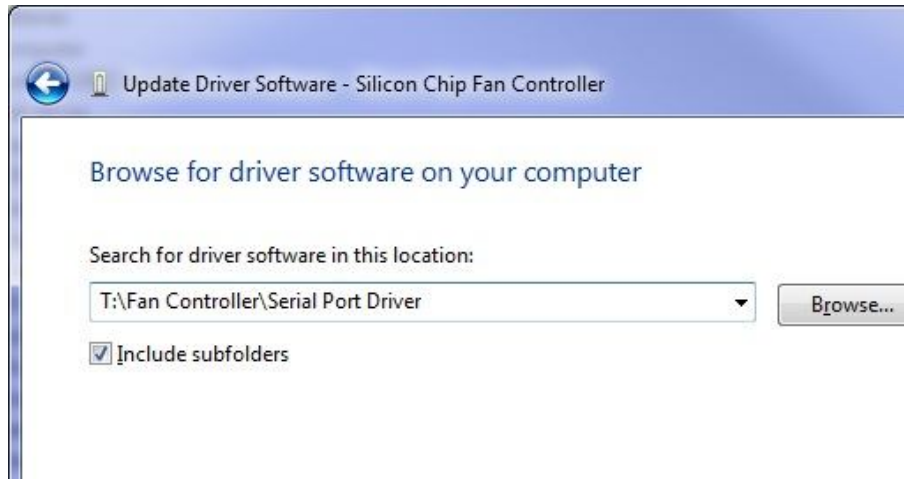 Update Driver Software - Silicon Chip Fan Controller
Browse for driver software on your computer
Search for driver software in this location:
T:\Fan Controller\Serial Port Driver
Browse...
Include subfolders